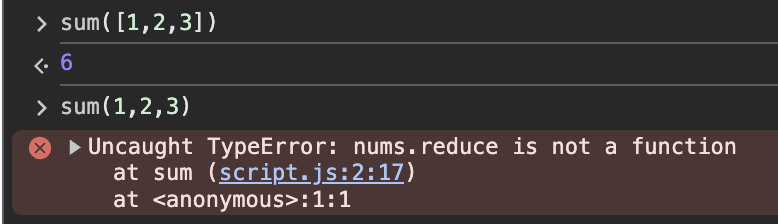 sum([1,2,3])
6
sum(1,2,3)
Uncaught TypeError: nums.reduce is not a function
at sum (script.js:2:17)
at <anonymous>:1:1